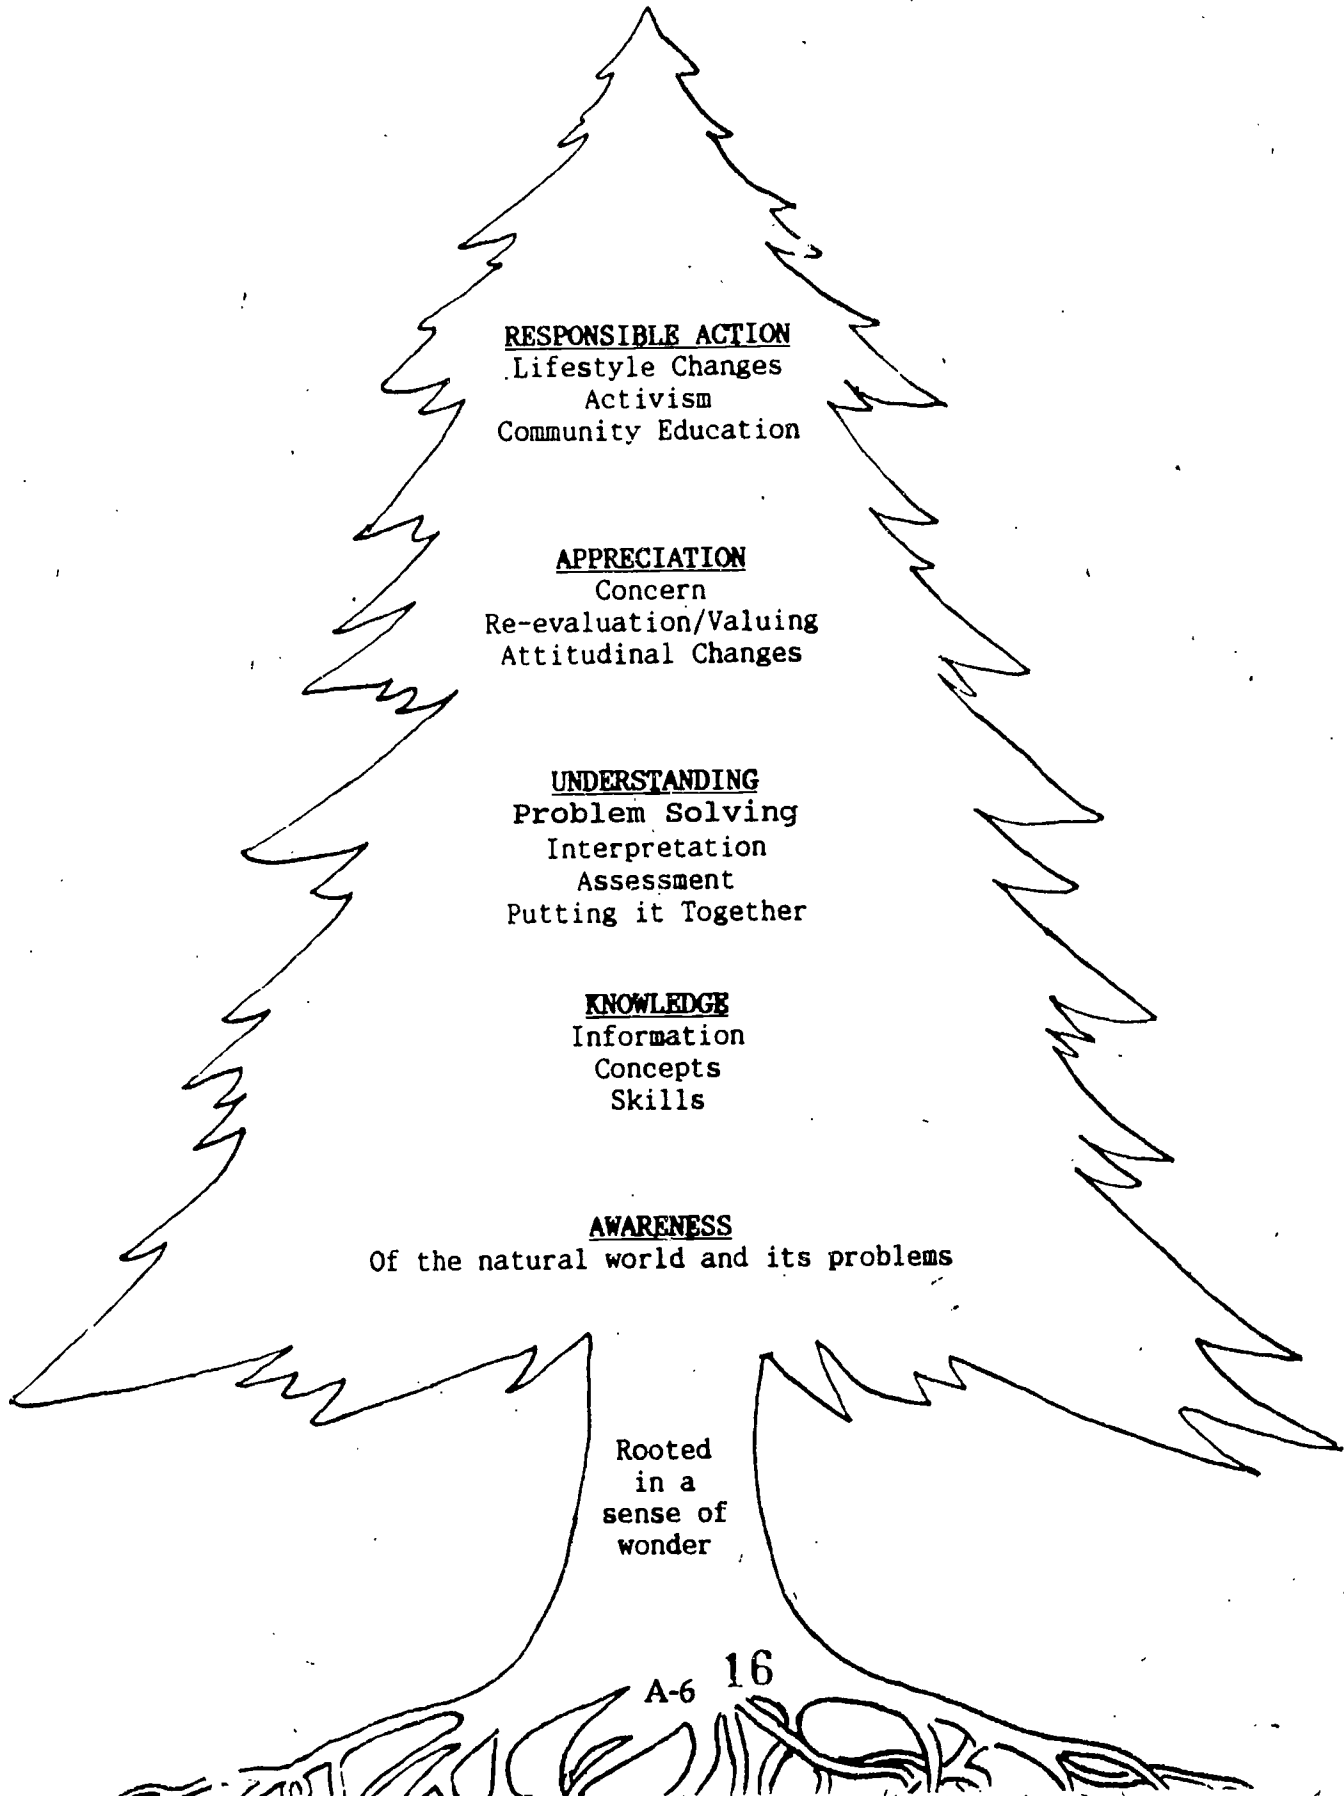 RESPONSIBLE ACTION
Lifestyle Changes
Activism
Community Education
APPRECIATION
Concern
Re-evaluation/Valuing
Attitudinal Changes
UNDERSTANDING
Problem Solving
Interpretation
Assessment
Putting it Together
KNOWLEDGE
Information
Concepts
Skills
AWARENESS
Of the natural world and its problems
Rooted
in a
sense of
wonder
A-6 16